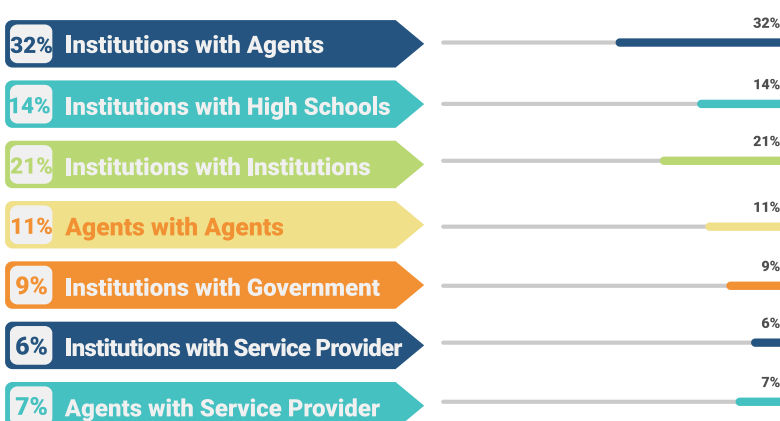 32% Institutions with Agents 32%
14% Institutions with High Schools 14%
21% Institutions with Institutions 21%
11% Agents with Agents 11%
9% Institutions with Government 9%
6% Institutions with Service Provider 6%
7% Agents with Service Provider 7%